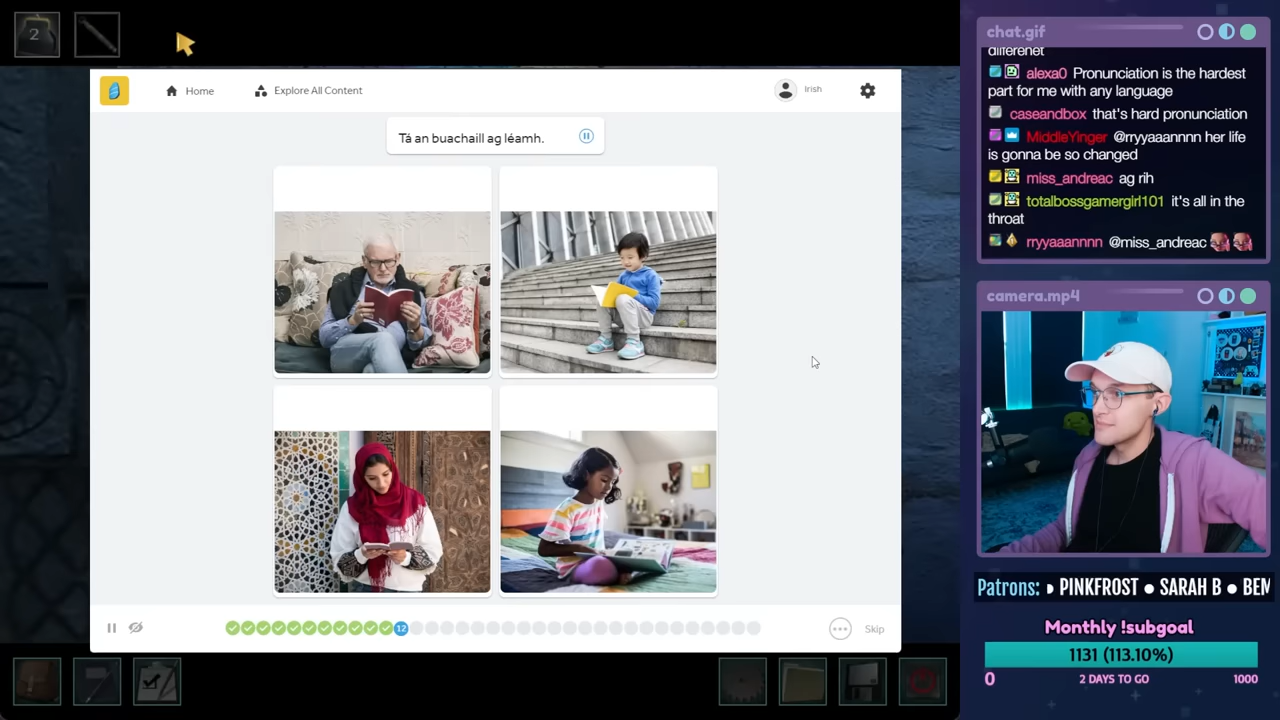 2
Home
Explore All Content
Irish
Tá an buachaill ag léamh.
12
Skip
chat.gif
differenet
alexa0 Pronunciation is the hardest
part for me with any language
caseandbox that's hard pronunciation
MiddleYinger @rryyaaannnn her life
is gonna be so changed
miss_andreac ag rih
totalbossgamergirl101 it's all in the
throat
rryyaaannnn @miss_andreac
camera.mp4
Patrons: PINKFROST • SARAH B • BEN
Monthly !subgoal
1131 (113.10%)
0 2 DAYS TO GO 1000